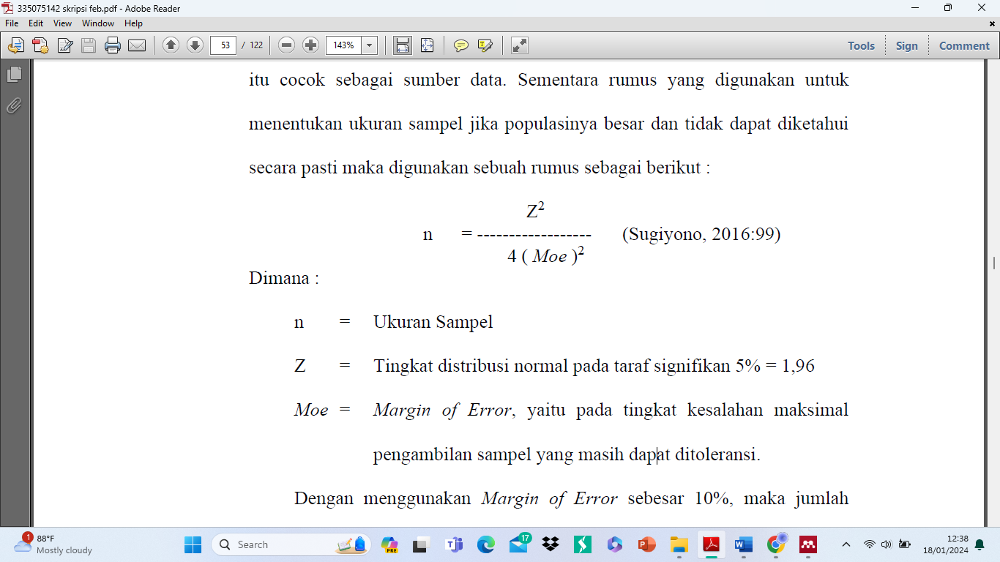 335075142 skripsi feb.pdf - Adobe Reader
File Edit View Window Help
53 / 122 143% Tools Sign Comment
itu cocok sebagai sumber data. Sementara rumus yang digunakan untuk
menentukan ukuran sampel jika populasinya besar dan tidak dapat diketahui
secara pasti maka digunakan sebuah rumus sebagai berikut :
Z²
n = ------------------ (Sugiyono, 2016:99)
4 ( Moe )²
Dimana :
n = Ukuran Sampel
Z = Tingkat distribusi normal pada taraf signifikan 5% = 1,96
Moe = Margin of Error, yaitu pada tingkat kesalahan maksimal
pengambilan sampel yang masih dapat ditoleransi.
Dengan menggunakan Margin of Error sebesar 10%, maka jumlah
1 88°F
Mostly cloudy
Search
PRE
17
12:38
18/01/2024